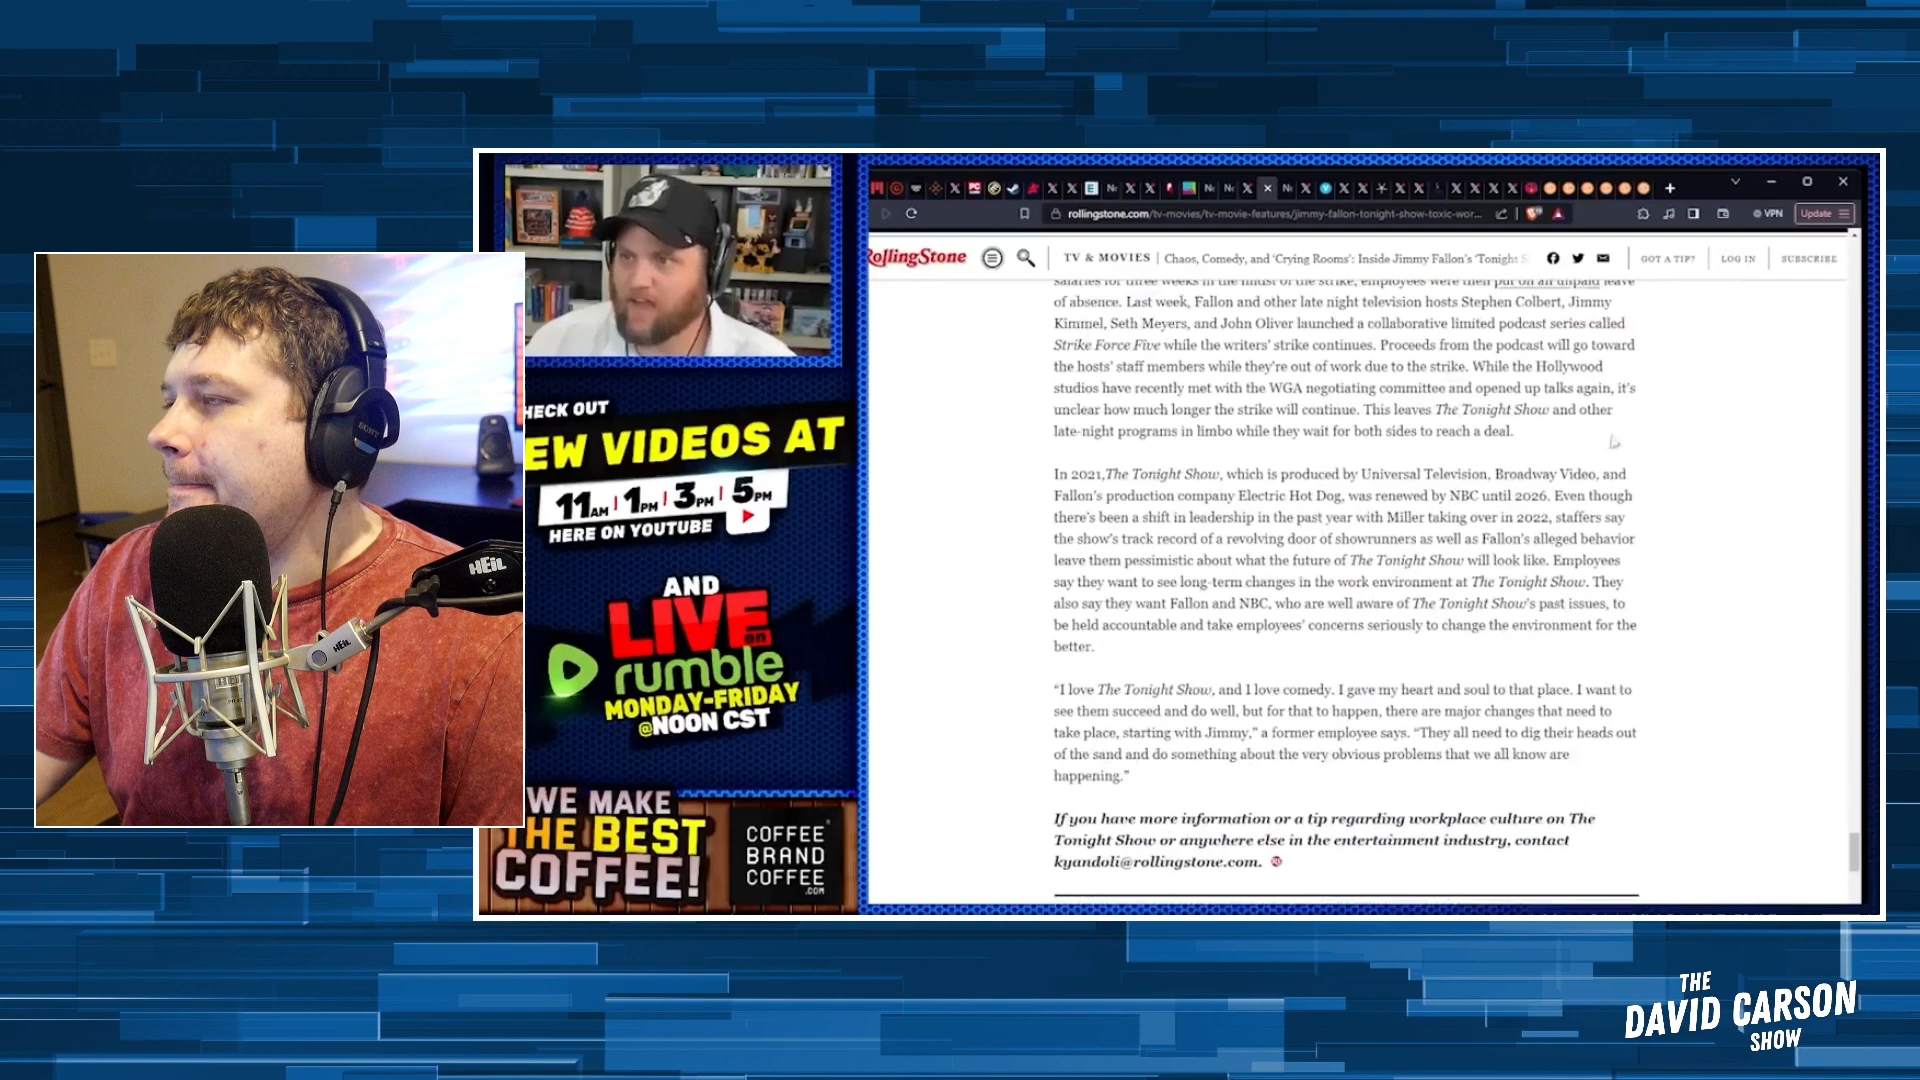 rollingstone.com/tv-movies/tv-movie-features/jimmy-fallon-tonight-show-toxic-wor...
VPN
Update
RollingStone
TV & MOVIES | Chaos, Comedy, and 'Crying Rooms': Inside Jimmy Fallon's 'Tonight S
GOT A TIP?
LOG IN
SUBSCRIBE
salaries for three weeks in the midst of the strike, employees were then put on an unpaid leave
of absence. Last week, Fallon and other late night television hosts Stephen Colbert, Jimmy
Kimmel, Seth Meyers, and John Oliver launched a collaborative limited podcast series called
Strike Force Five while the writers' strike continues. Proceeds from the podcast will go toward
the hosts' staff members while they're out of work due to the strike. While the Hollywood
studios have recently met with the WGA negotiating committee and opened up talks again, it's
unclear how much longer the strike will continue. This leaves The Tonight Show and other
late-night programs in limbo while they wait for both sides to reach a deal.
In 2021,The Tonight Show, which is produced by Universal Television, Broadway Video, and
Fallon's production company Electric Hot Dog, was renewed by NBC until 2026. Even though
there's been a shift in leadership in the past year with Miller taking over in 2022, staffers say
the show's track record of a revolving door of showrunners as well as Fallon's alleged behavior
leave them pessimistic about what the future of The Tonight Show will look like. Employees
say they want to see long-term changes in the work environment at The Tonight Show. They
also say they want Fallon and NBC, who are well aware of The Tonight Show's past issues, to
be held accountable and take employees' concerns seriously to change the environment for the
better.
"I love The Tonight Show, and I love comedy. I gave my heart and soul to that place. I want to
see them succeed and do well, but for that to happen, there are major changes that need to
take place, starting with Jimmy," a former employee says. "They all need to dig their heads out
of the sand and do something about the very obvious problems that we all know are
happening."
If you have more information or a tip regarding workplace culture on The
Tonight Show or anywhere else in the entertainment industry, contact
kyandoli@rollingstone.com.
HECK OUT
EW VIDEOS AT
11AM | 1PM | 3PM | 5PM
HERE ON YOUTUBE
AND
LIVE on
rumble
MONDAY-FRIDAY
@NOON CST
WE MAKE
THE BEST
COFFEE!
COFFEE
BRAND
COFFEE
.COM
SONY
HEiL
HEiL
THE
DAVID CARSON
SHOW